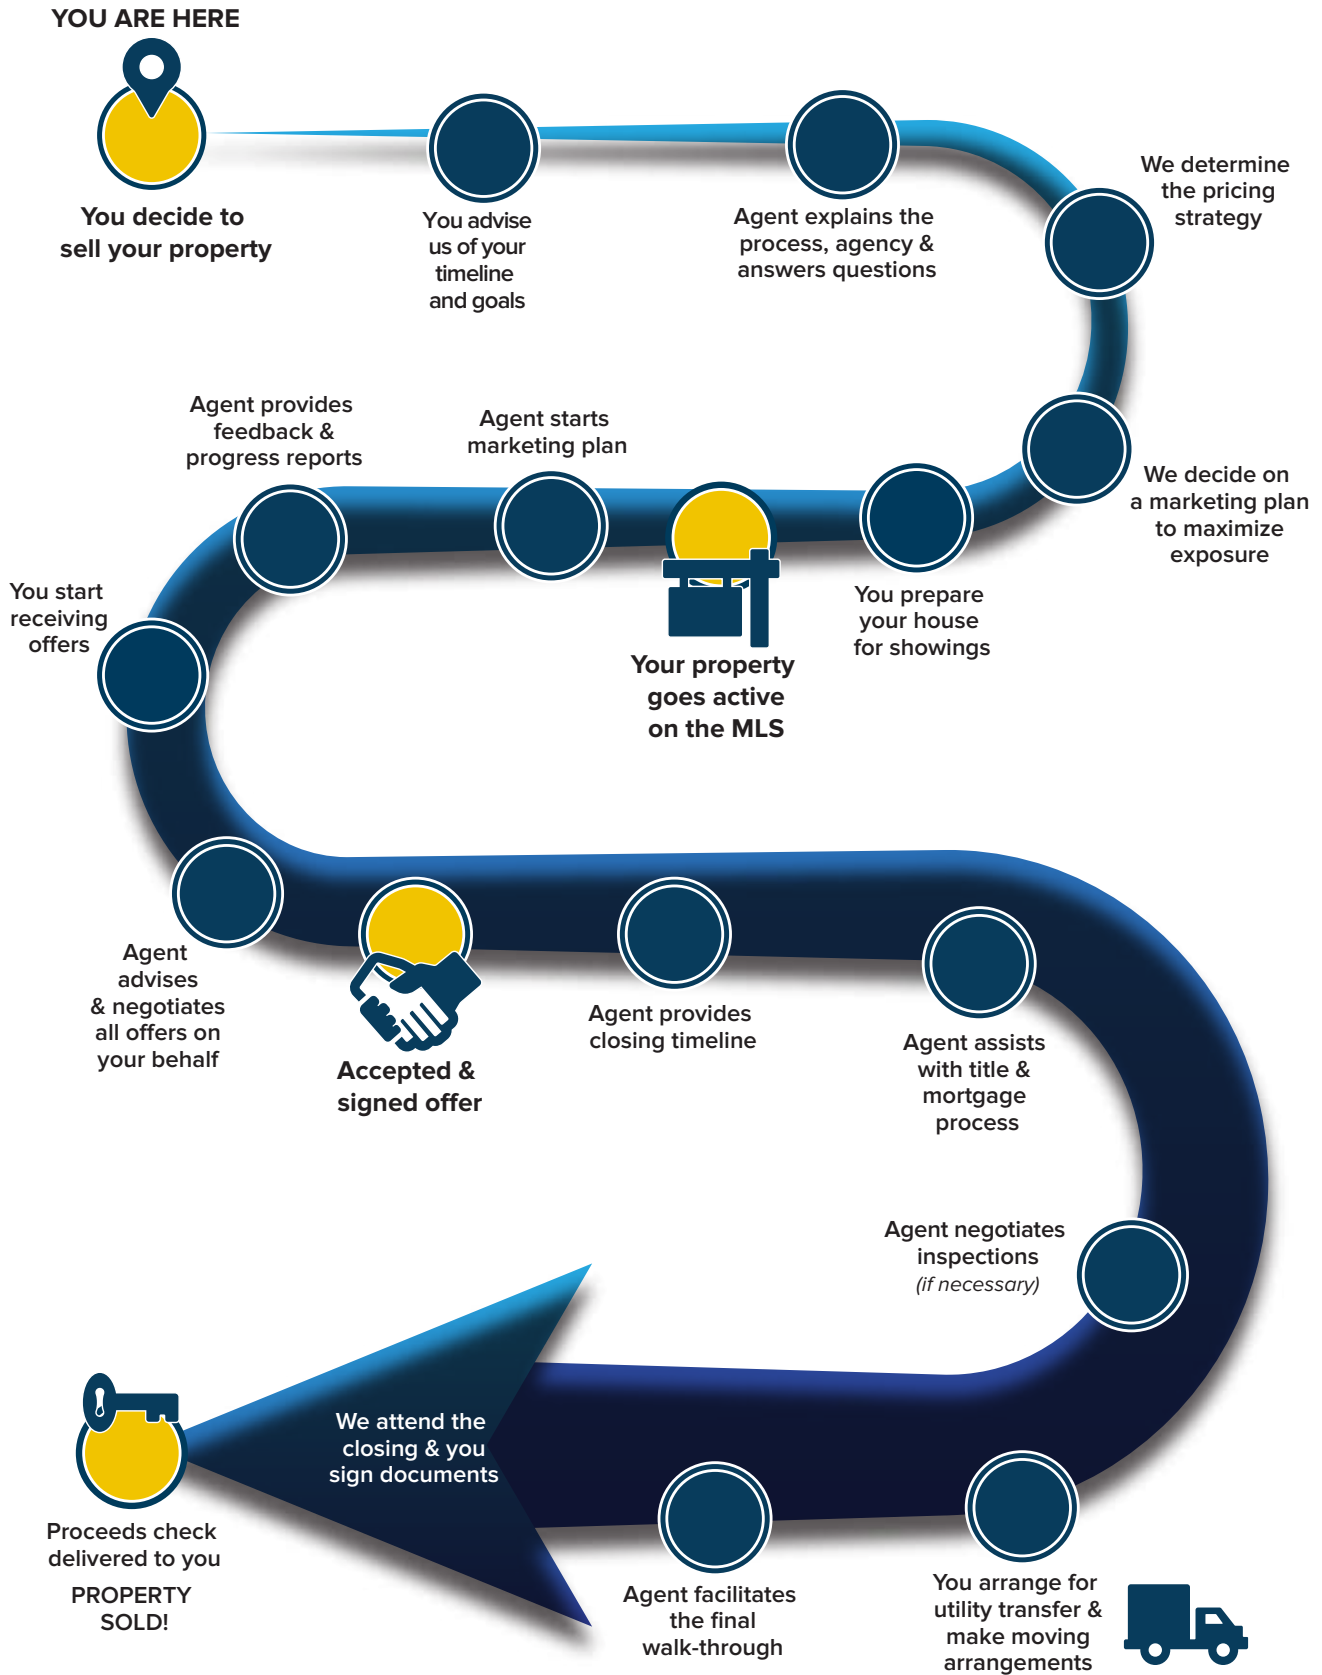 YOU ARE HERE
You decide to
sell your property
You advise
us of your
timeline
and goals
Agent explains the
process, agency &
answers questions
We determine
the pricing
strategy
We decide on
a marketing plan
to maximize
exposure
You prepare
your house
for showings
Your property
goes active
on the MLS
Agent starts
marketing plan
Agent provides
feedback &
progress reports
You start
receiving
offers
Agent
advises
& negotiates
all offers on
your behalf
Accepted &
signed offer
Agent provides
closing timeline
Agent assists
with title &
mortgage
process
Agent negotiates
inspections
(if necessary)
You arrange for
utility transfer &
make moving
arrangements
Agent facilitates
the final
walk-through
We attend the
closing & you
sign documents
Proceeds check
delivered to you
PROPERTY
SOLD!